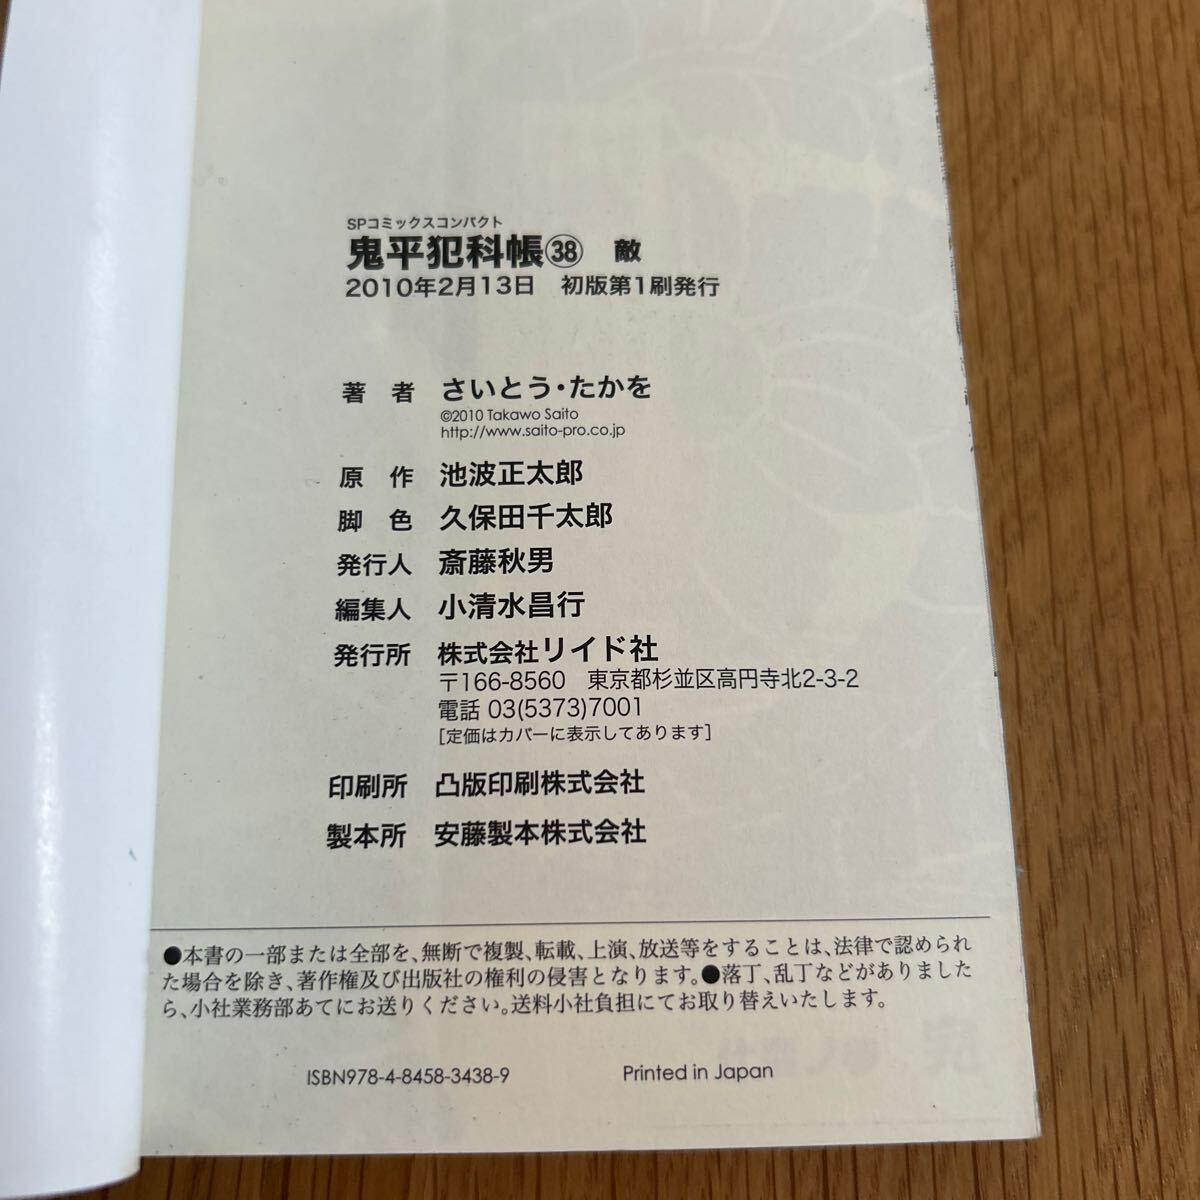 SPコミックスコンパクト
鬼平犯科帳㊳ 敵
2010年2月13日 初版第1刷発行
著 者 さいとう・たかを
©2010 Takawo Saito
http://www.saito-pro.co.jp
原 作 池波正太郎
脚 色 久保田千太郎
発行人 斎藤秋男
編集人 小清水昌行
発行所 株式会社リイド社
〒166-8560 東京都杉並区高円寺北2-3-2
電話 03(5373)7001
[定価はカバーに表示してあります]
印刷所 凸版印刷株式会社
製本所 安藤製本株式会社
●本書の一部または全部を、無断で複製、転載、上演、放送等をすることは、法律で認められ
た場合を除き、著作権及び出版社の権利の侵害となります。●落丁、乱丁などがありました
ら、小社業務部あてにお送りください。送料小社負担にてお取り替えいたします。
ISBN978-4-8458-3438-9 Printed in Japan